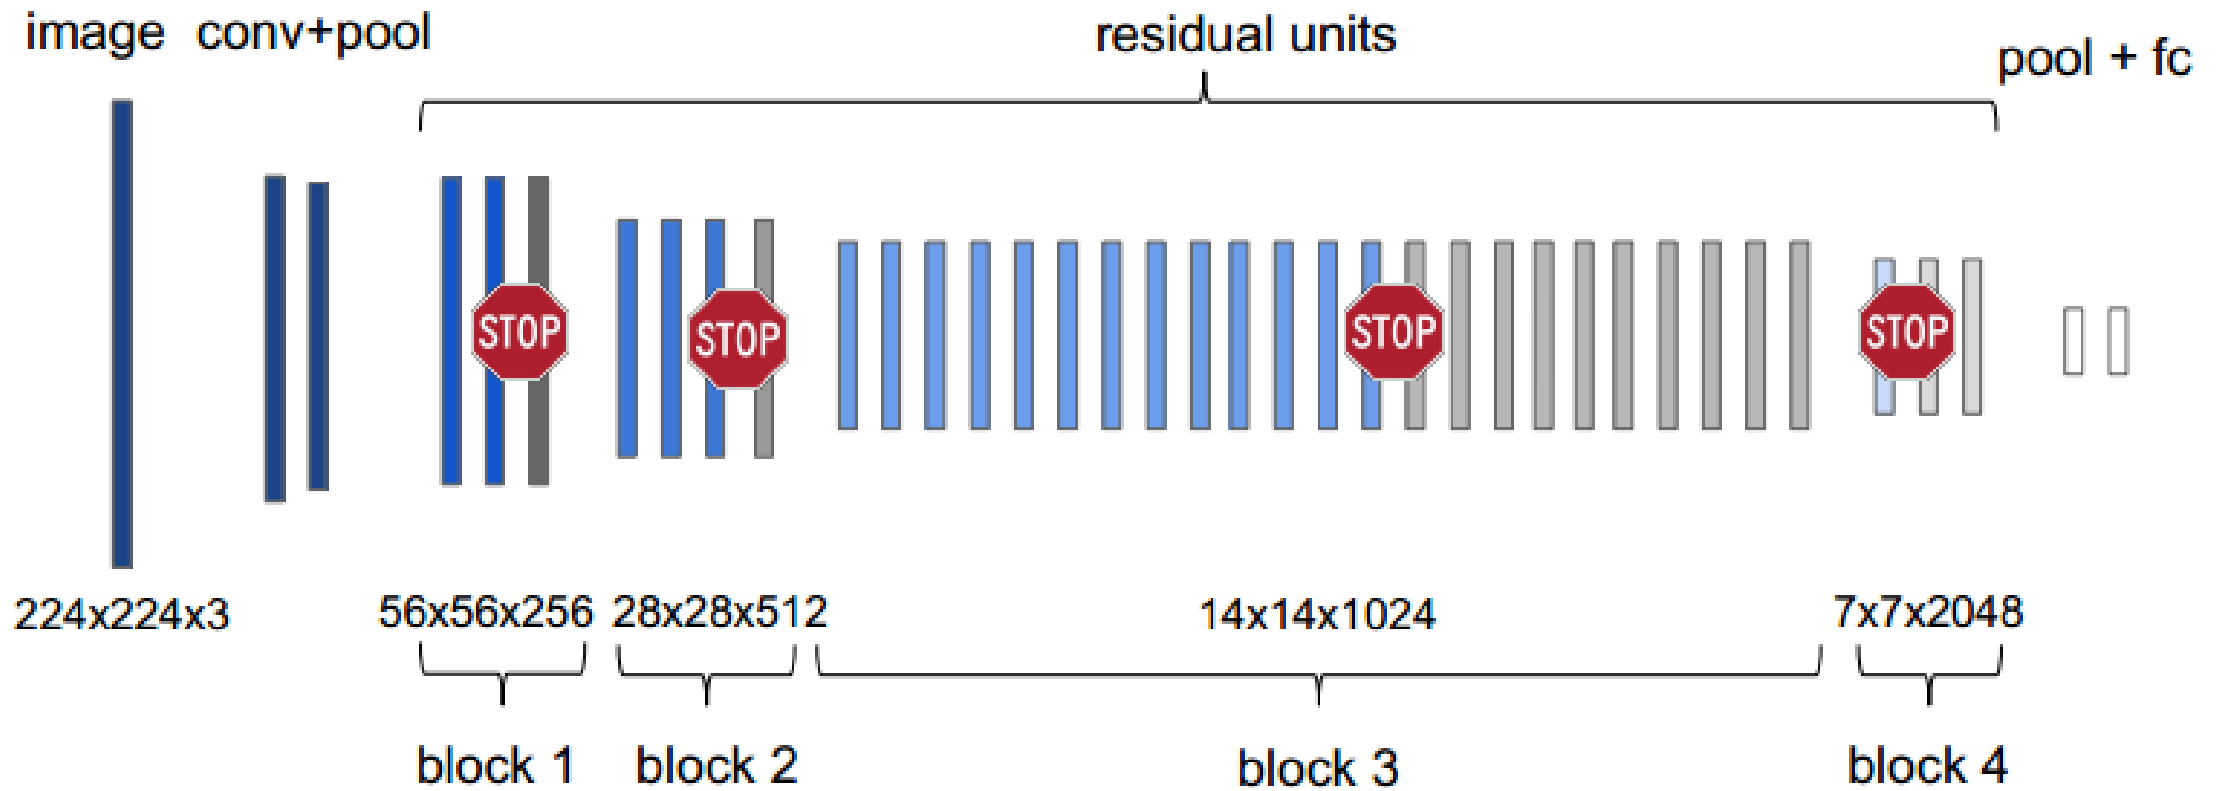 image conv+pool residual units pool + fc
STOP STOP STOP STOP
224x224x3 56x56x256 28x28x512 14x14x1024 7x7x2048
block 1 block 2 block 3 block 4